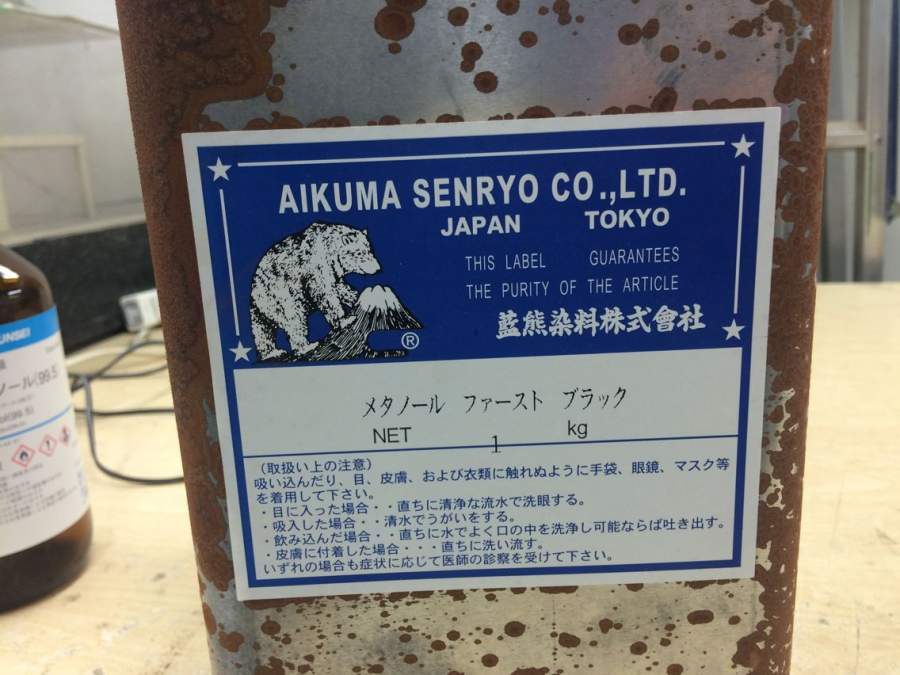 AIKUMA SENRYO CO.,LTD.
JAPAN TOKYO
THIS LABEL GUARANTEES
THE PURITY OF THE ARTICLE
藍熊染料株式會社
®
メタノール ファースト ブラック
NET 1 kg
(取扱い上の注意)
吸い込んだり、目、皮膚、および衣類に触れぬように手袋、眼鏡、マスク等
を着用して下さい。
・目に入った場合・・直ちに清浄な流水で洗眼する。
・吸入した場合・・清水でうがいをする。
・飲み込んだ場合・・直ちに水でよく口の中を洗浄し可能ならば吐き出す。
・皮膚に付着した場合・・・直ちに洗い流す。
いずれの場合も症状に応じて医師の診察を受けて下さい。
UNSEI
ノール(99.5)